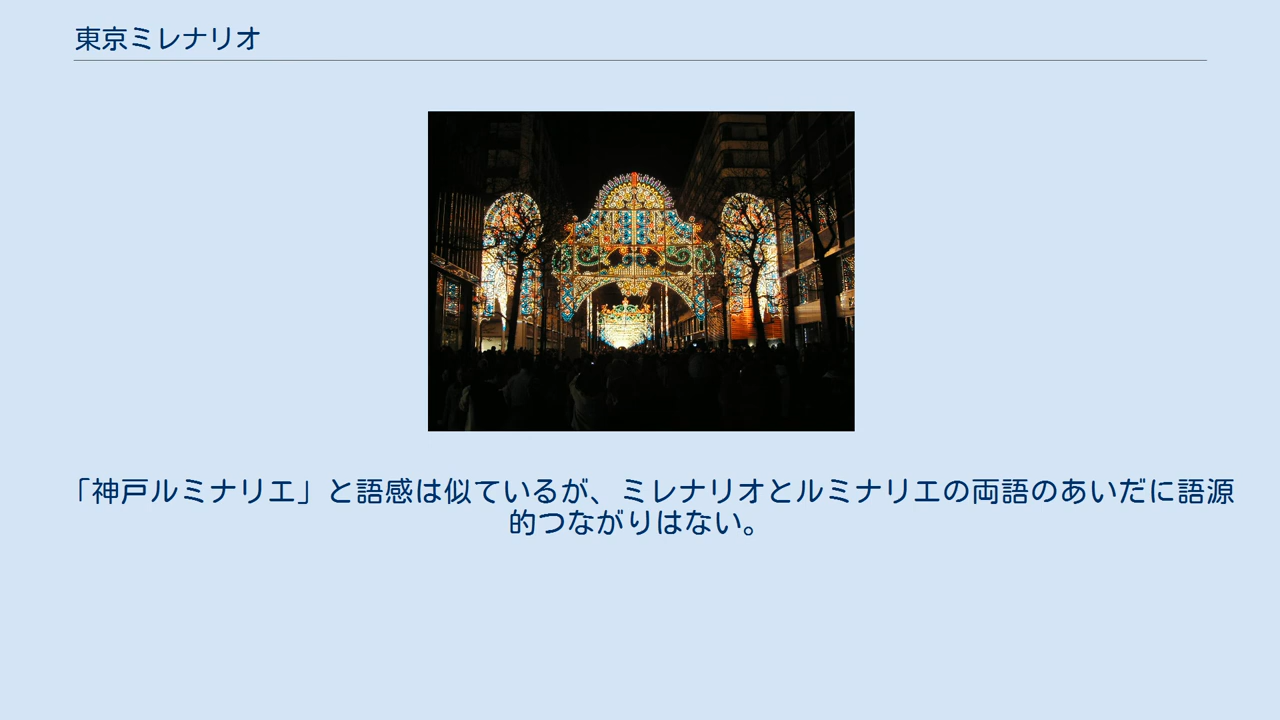 東京ミレナリオ
「神戸ルミナリエ」と語感は似ているが、ミレナリオとルミナリエの両語のあいだに語源
的つながりはない。